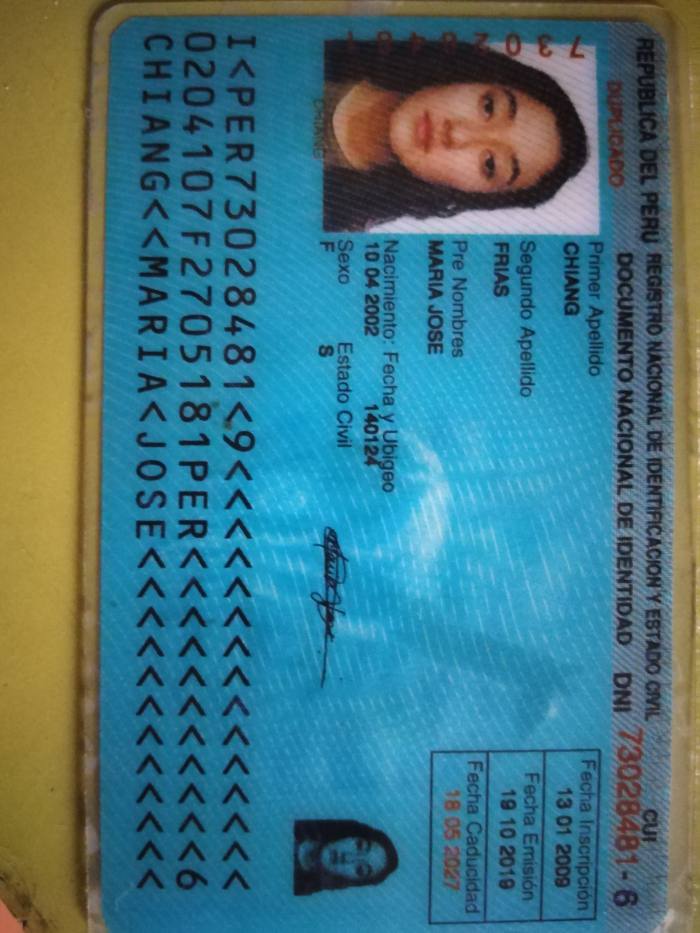 REPUBLICA DEL PERU REGISTRO NACIONAL DE IDENTIFICACION Y ESTADO CIVIL
DUPLICADO
DOCUMENTO NACIONAL DE IDENTIDAD DNI 73028481 - 6
CUI
73028481
CHIANG
Primer Apellido
CHIANG
Segundo Apellido
FRIAS
Pre Nombres
MARIA JOSE
Nacimiento: Fecha y Ubigeo
10 04 2002 140124
Sexo Estado Civil
F S
Fecha Inscripción
13 01 2009
Fecha Emisión
19 10 2019
Fecha Caducidad
18 05 2027
I<PER73028481<9<<<<<<<<<<<<<<<
0204107F2705181PER<<<<<<<<<<<6
CHIANG<<MARIA<JOSE<<<<<<<<<<<<